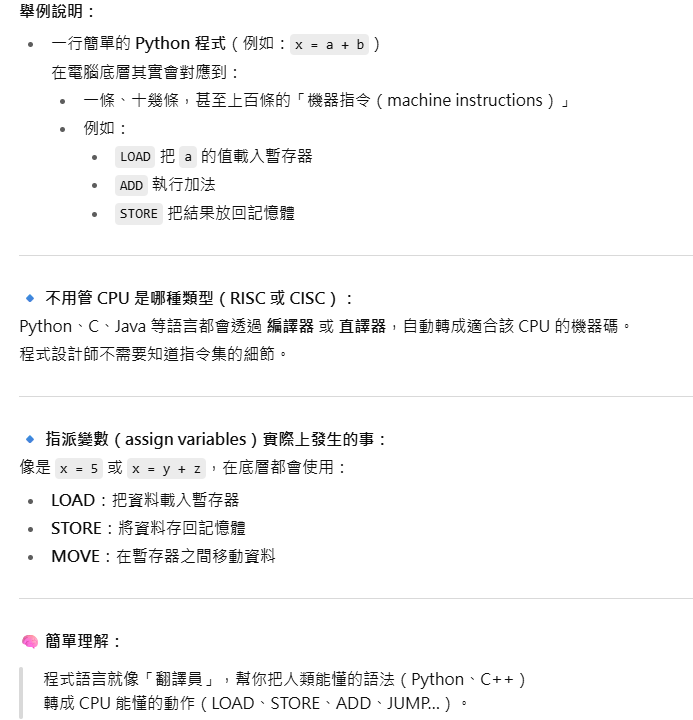 舉例說明：
一行簡單的 Python 程式（例如：x = a + b）
在電腦底層其實會對應到：
一條、十幾條，甚至上百條的「機器指令（machine instructions）」
例如：
LOAD 把 a 的值載入暫存器
ADD 執行加法
STORE 把結果放回記憶體
不用管 CPU 是哪種類型（RISC 或 CISC）：
Python、C、Java 等語言都會透過 編譯器 或 直譯器，自動轉成適合該 CPU 的機器碼。
程式設計師不需要知道指令集的細節。
指派變數（assign variables）實際上發生的事：
像是 x = 5 或 x = y + z，在底層都會使用：
LOAD：把資料載入暫存器
STORE：將資料存回記憶體
MOVE：在暫存器之間移動資料
簡單理解：
程式語言就像「翻譯員」，幫你把人類能懂的語法（Python、C++）
轉成 CPU 能懂的動作（LOAD、STORE、ADD、JUMP...）。